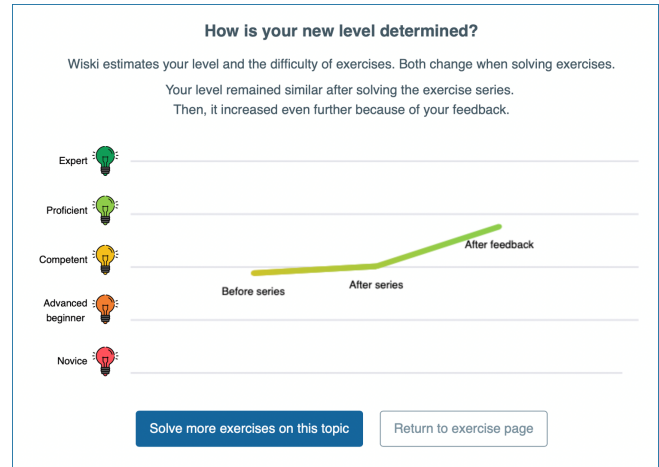 How is your new level determined?
Wiski estimates your level and the difficulty of exercises. Both change when solving exercises.
Your level remained similar after solving the exercise series.
Then, it increased even further because of your feedback.
Expert
Proficient
Competent
Advanced
beginner
Novice
Before series
After series
After feedback
Solve more exercises on this topic
Return to exercise page